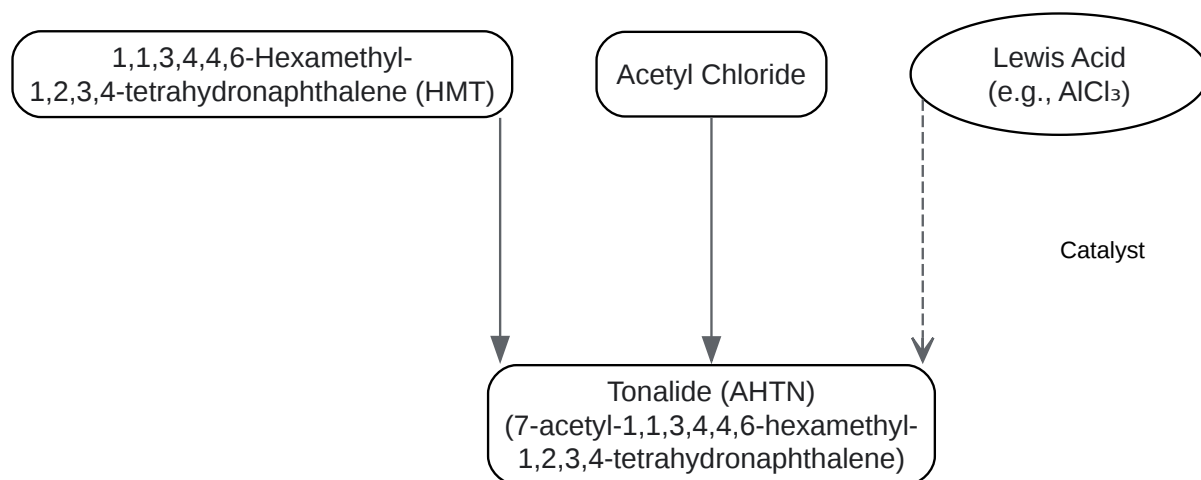 1,1,3,4,4,6-Hexamethyl-
1,2,3,4-tetrahydronaphthalene (HMT)
Acetyl Chloride
Lewis Acid
(e.g., AlCl₃)
Catalyst
Tonalide (AHTN)
(7-acetyl-1,1,3,4,4,6-hexamethyl-
1,2,3,4-tetrahydronaphthalene)